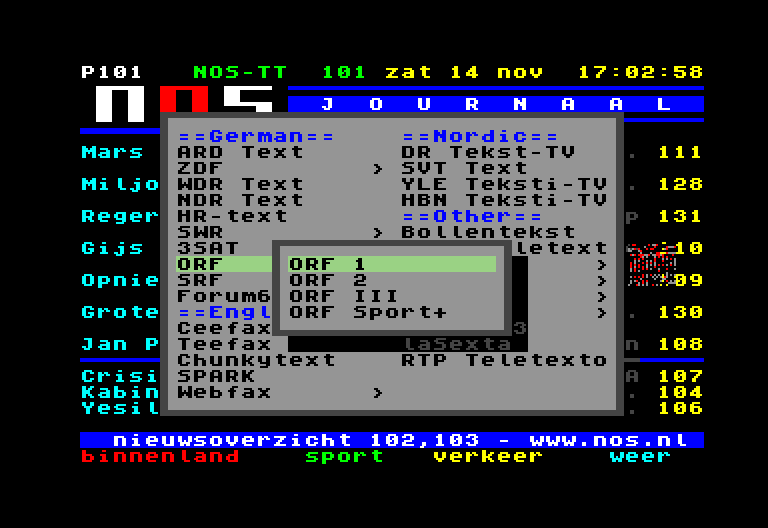 P101 NOS-TT 101 zat 14 nov 17:02:58
nos JOURNAAL
==German== ==Nordic==
Mars ARD Text DR Tekst-TV . 111
ZDF > SVT Text
Miljo WDR Text YLE Teksti-TV . 128
NDR Text HBN Teksti-TV
Reger HR-text ==Other== p 131
SWR > Bollentekst
Gijs 3SAT letext 110
ORF ORF 1 >
Opnie SRF ORF 2 > 109
Forum6 ORF III >
Grote ==Engl ORF Sport+ > . 130
Ceefax 3
Jan P Teefax laSexta n 108
Chunkytext RTP Teletexto
Crisi SPARK A 107
Kabin Webfax > . 104
Yesil . 106
nieuwsoverzicht 102,103 - www.nos.nl
binnenland sport verkeer weer